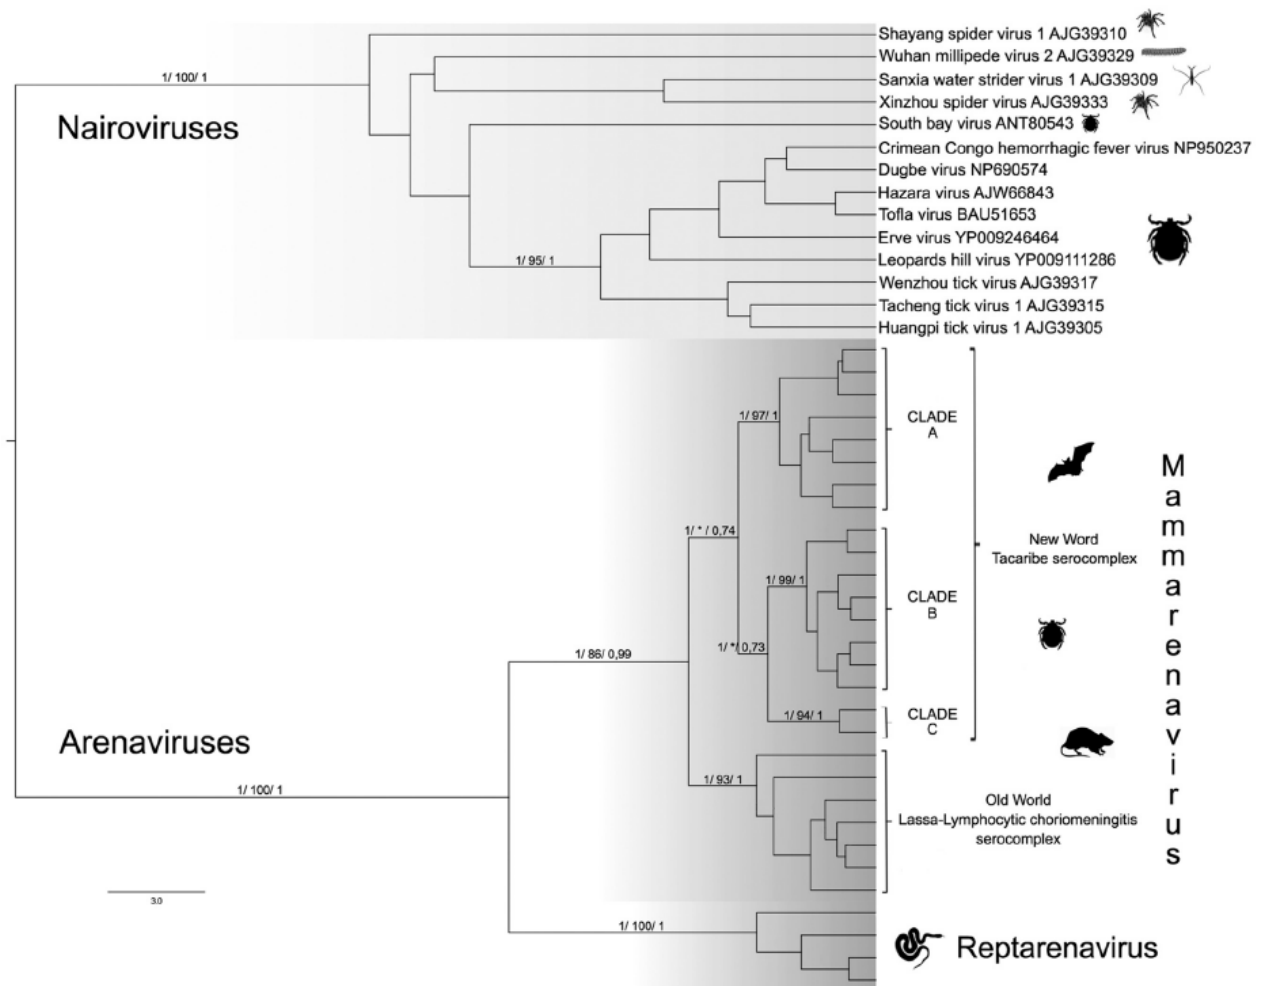 Shayang spider virus 1 AJG39310
Wuhan millipede virus 2 AJG39329
1/ 100/ 1
Sanxia water strider virus 1 AJG39309
Xinzhou spider virus AJG39333
Nairoviruses
South bay virus ANT80543
Crimean Congo hemorrhagic fever virus NP950237
Dugbe virus NP690574
Hazara virus AJW66843
Tofla virus BAU51653
Erve virus YP009246464
1/ 95/ 1
Leopards hill virus YP009111286
Wenzhou tick virus AJG39317
Tacheng tick virus 1 AJG39315
Huangpi tick virus 1 AJG39305
1/ 97/ 1
CLADE
A
1/ * / 0,74
New Word
Tacaribe serocomplex
1/ 99/ 1
CLADE
B
1/ */ 0,73
1/ 86/ 0,99
1/ 94/ 1
CLADE
C
Mammarenavirus
Arenaviruses
1/ 93/ 1
1/ 100/ 1
Old World
Lassa-Lymphocytic choriomeningitis
serocomplex
3.0
1/ 100/ 1
Reptarenavirus